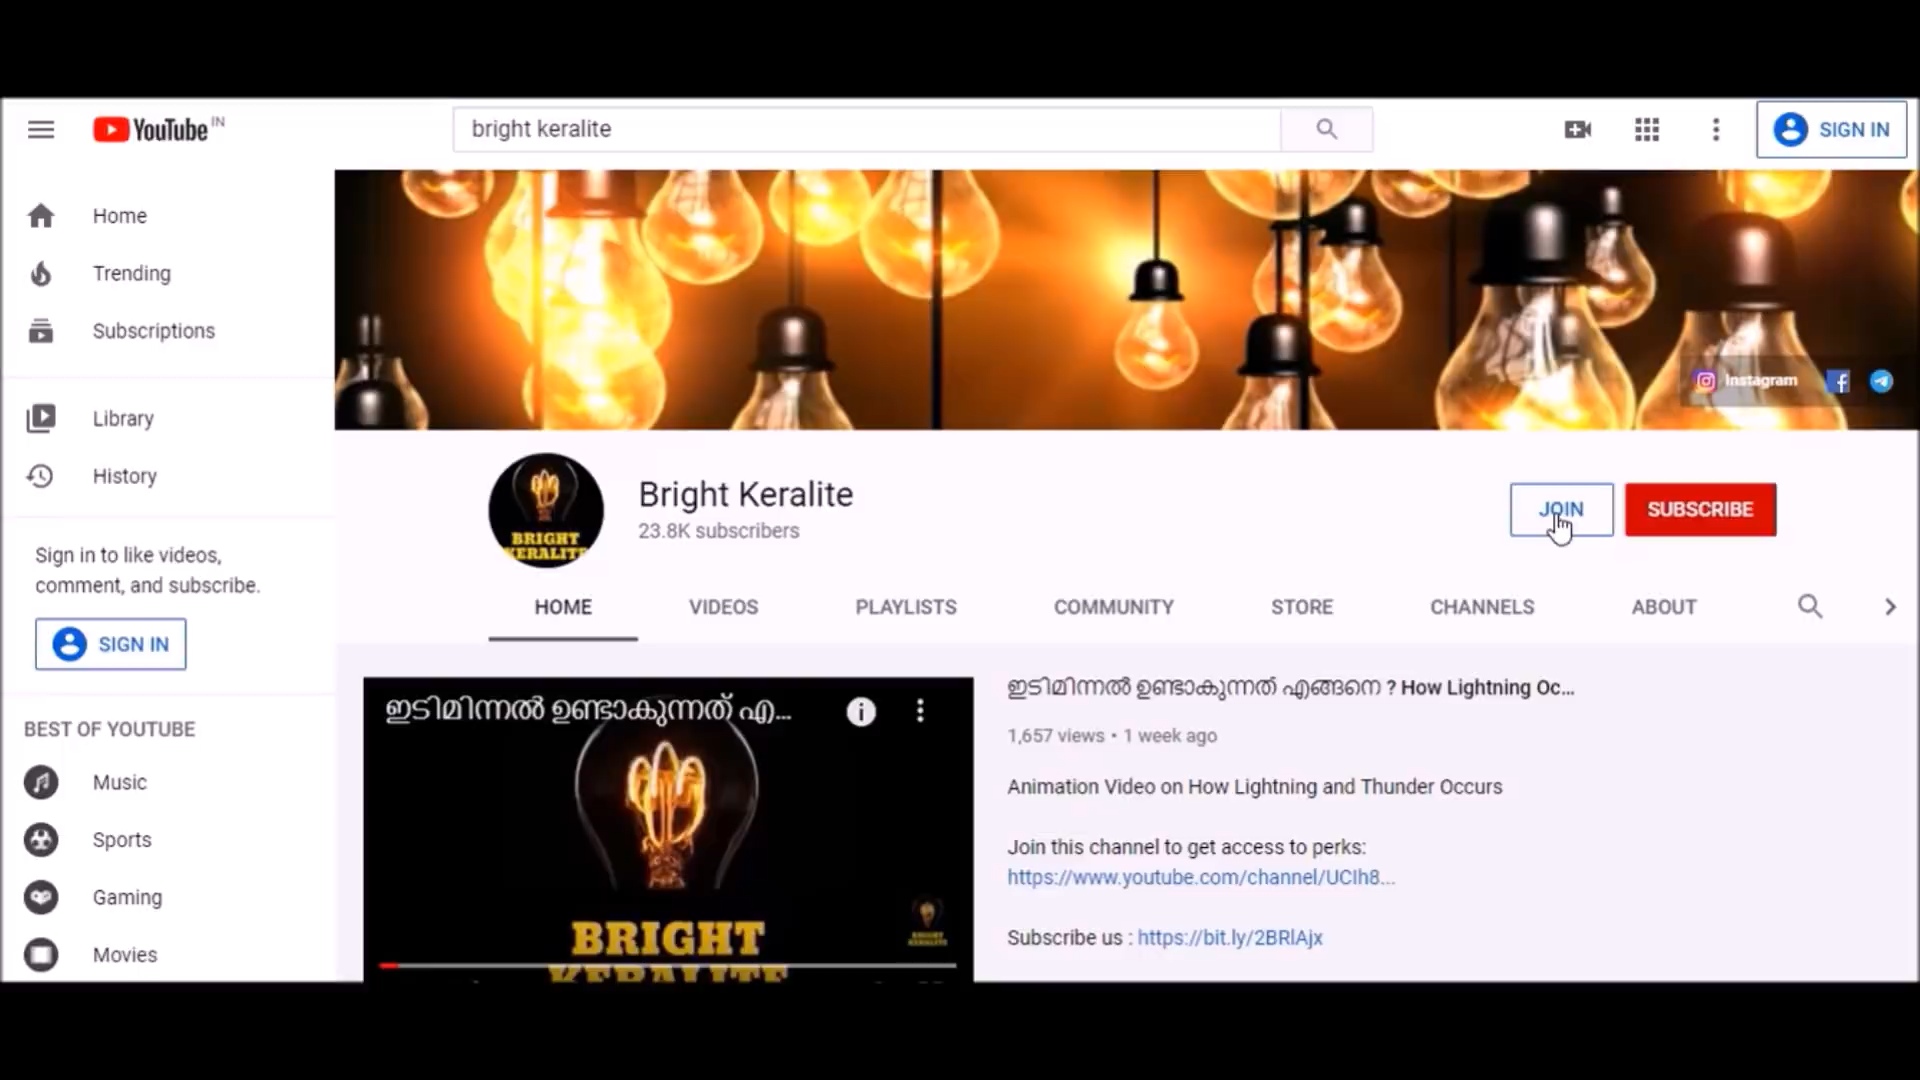 YouTube IN
bright keralite
SIGN IN
Home
Trending
Subscriptions
Library
History
Sign in to like videos,
comment, and subscribe.
SIGN IN
BEST OF YOUTUBE
Music
Sports
Gaming
Movies
Instagram
BRIGHT
KERALITE
Bright Keralite
23.8K subscribers
JOIN
SUBSCRIBE
HOME
VIDEOS
PLAYLISTS
COMMUNITY
STORE
CHANNELS
ABOUT
ഇടിമിന്നൽ ഉണ്ടാകുന്നത് എ...
BRIGHT
KERALITE
BRIGHT
KERALITE
ഇടിമിന്നൽ ഉണ്ടാകുന്നത് എങ്ങനെ ? How Lightning Oc...
1,657 views • 1 week ago
Animation Video on How Lightning and Thunder Occurs
Join this channel to get access to perks:
https://www.youtube.com/channel/UCIh8...
Subscribe us : https://bit.ly/2BRlAjx